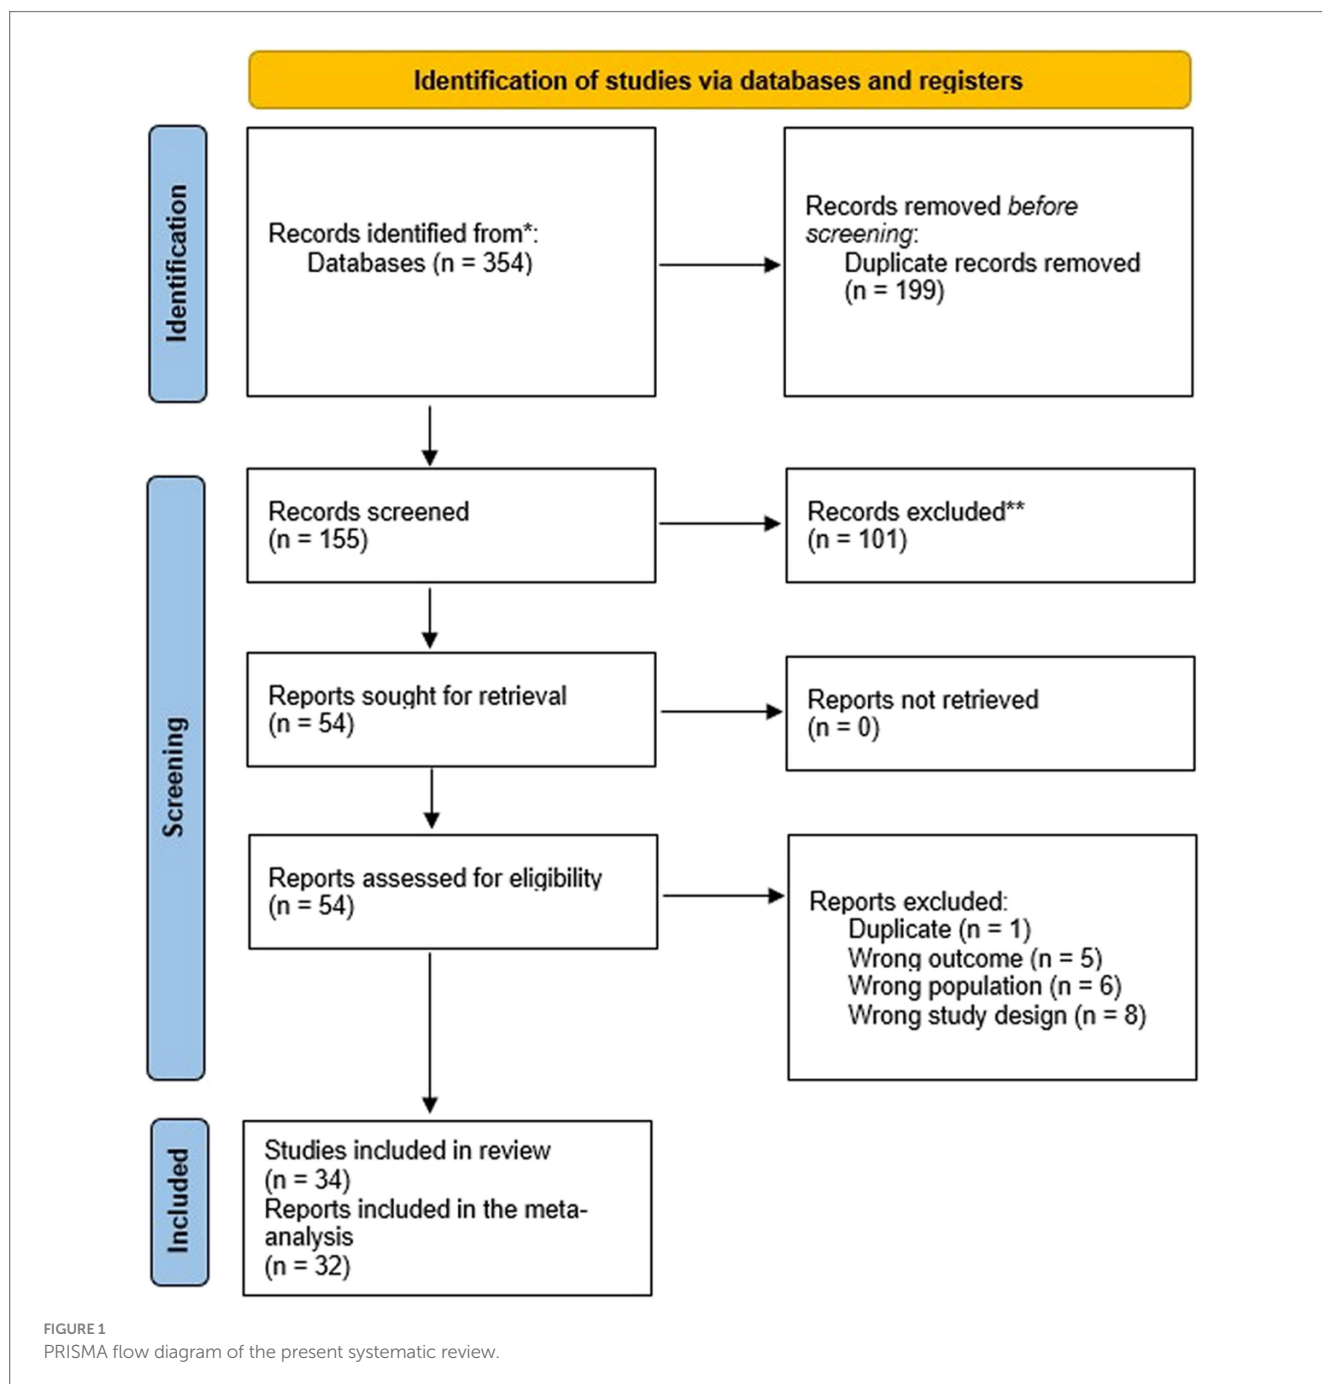 Identification of studies via databases and registers
Identification
Records identified from*:
Databases (n = 354)
Records removed before
screening:
Duplicate records removed
(n = 199)
Screening
Records screened
(n = 155)
Records excluded**
(n = 101)
Reports sought for retrieval
(n = 54)
Reports not retrieved
(n = 0)
Reports assessed for eligibility
(n = 54)
Reports excluded:
Duplicate (n = 1)
Wrong outcome (n = 5)
Wrong population (n = 6)
Wrong study design (n = 8)
Included
Studies included in review
(n = 34)
Reports included in the meta-
analysis
(n = 32)
FIGURE 1
PRISMA flow diagram of the present systematic review.